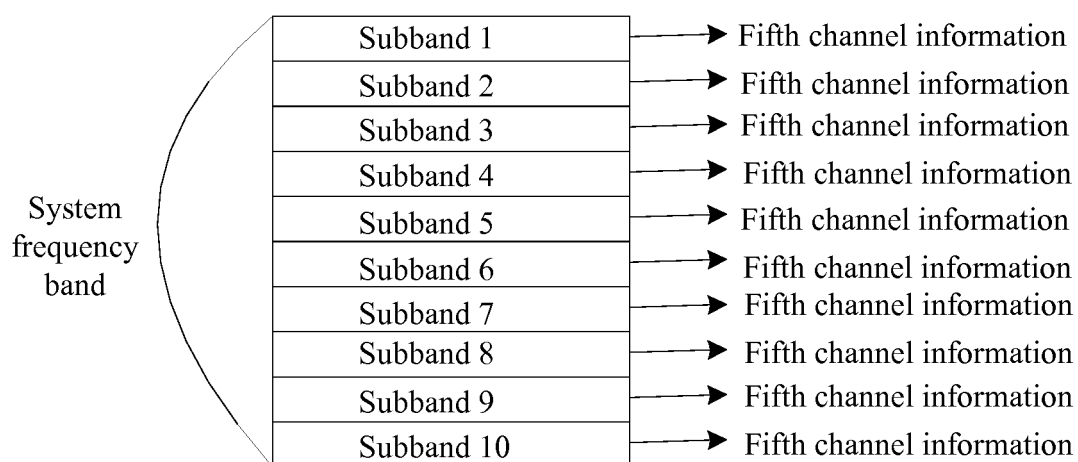 Subband 1 Fifth channel information
Subband 2 Fifth channel information
Subband 3 Fifth channel information
Subband 4 Fifth channel information
Subband 5 Fifth channel information
Subband 6 Fifth channel information
Subband 7 Fifth channel information
Subband 8 Fifth channel information
Subband 9 Fifth channel information
Subband 10 Fifth channel information
System
frequency
band